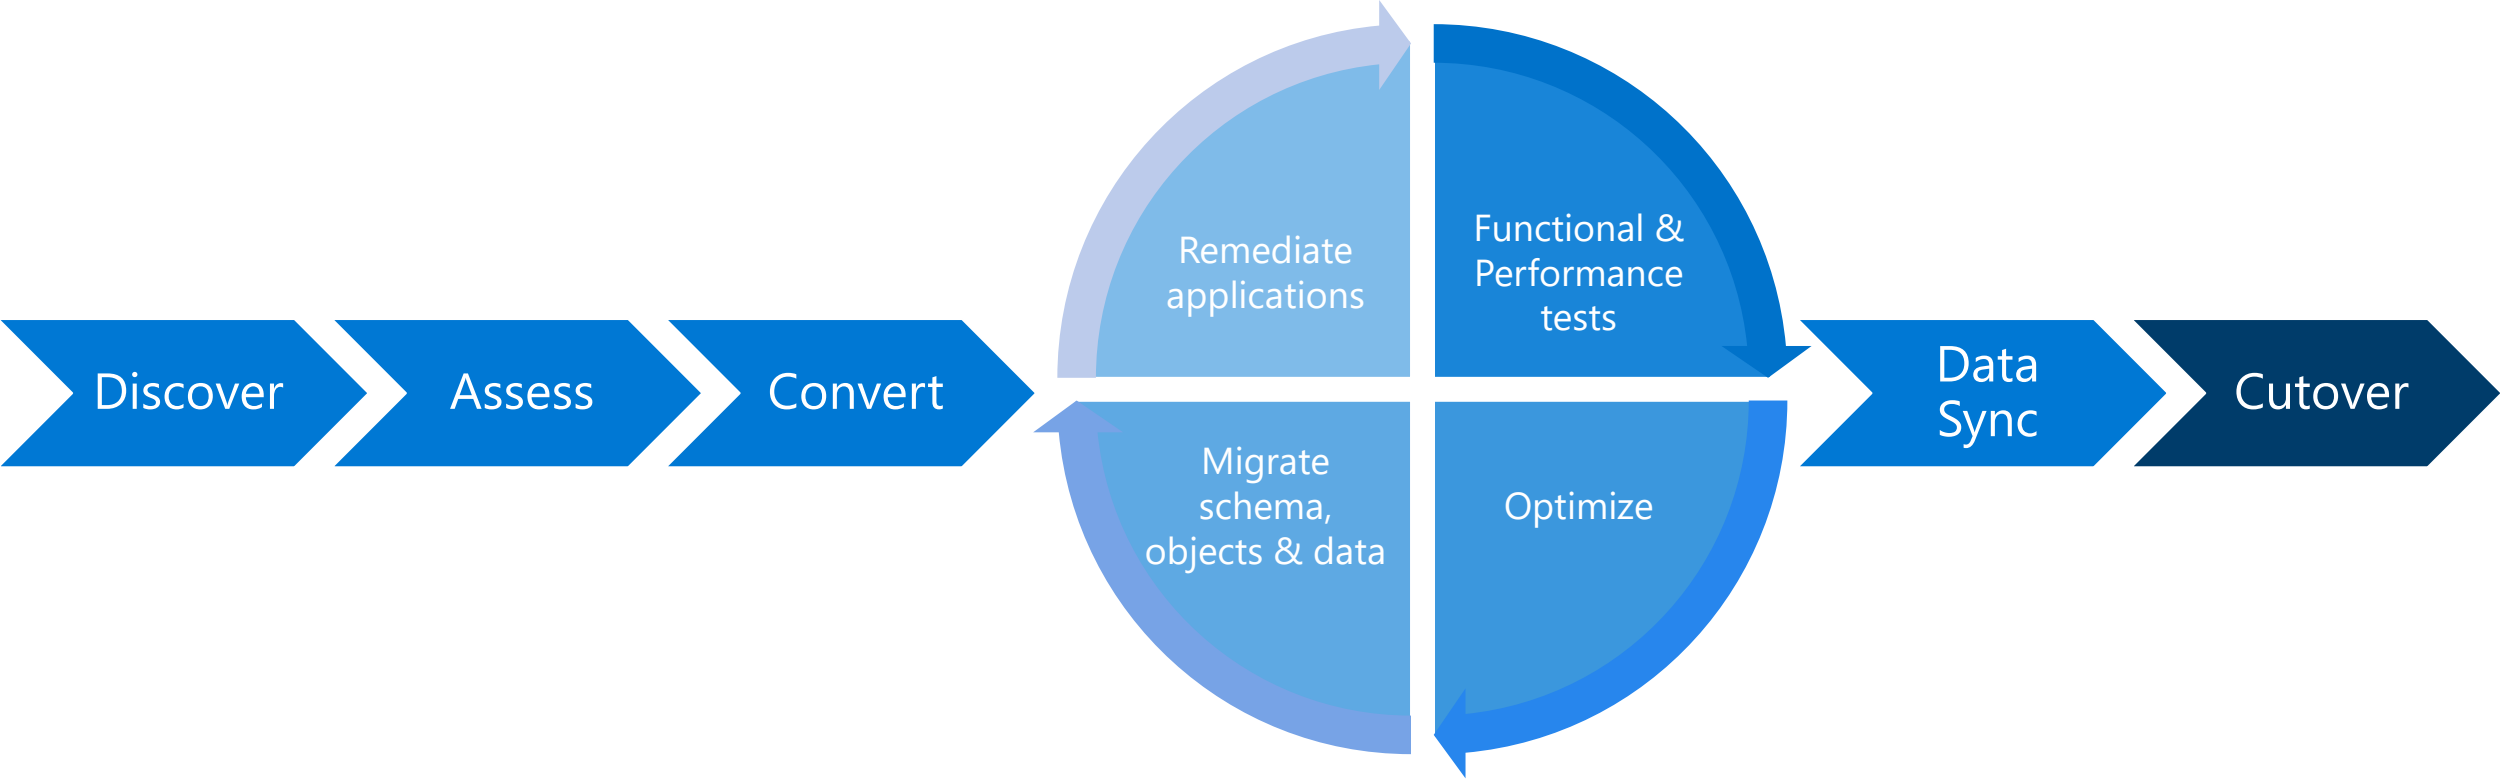 Discover
Assess
Convert
Remediate
applications
Functional &
Performance
tests
Migrate
schema,
objects & data
Optimize
Data
Sync
Cutover